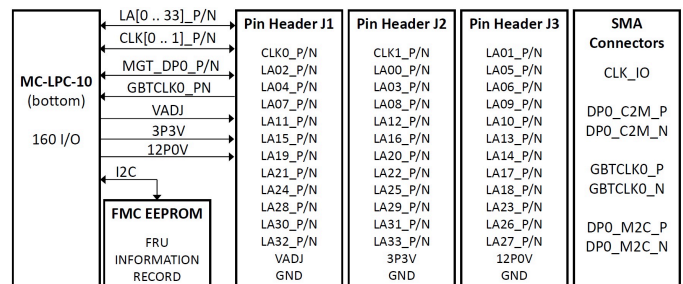 MC-LPC-10
(bottom)
160 I/O
LA[0 .. 33]_P/N
CLK[0 .. 1]_P/N
MGT_DP0_P/N
GBTCLK0_PN
VADJ
3P3V
12P0V
I2C
FMC EEPROM
FRU
INFORMATION
RECORD
Pin Header J1
CLK0_P/N
LA02_P/N
LA04_P/N
LA07_P/N
LA11_P/N
LA15_P/N
LA19_P/N
LA21_P/N
LA24_P/N
LA28_P/N
LA30_P/N
LA32_P/N
VADJ
GND
Pin Header J2
CLK1_P/N
LA00_P/N
LA03_P/N
LA08_P/N
LA12_P/N
LA16_P/N
LA20_P/N
LA22_P/N
LA25_P/N
LA29_P/N
LA31_P/N
LA33_P/N
3P3V
GND
Pin Header J3
LA01_P/N
LA05_P/N
LA06_P/N
LA09_P/N
LA10_P/N
LA13_P/N
LA14_P/N
LA17_P/N
LA18_P/N
LA23_P/N
LA26_P/N
LA27_P/N
12P0V
GND
SMA
Connectors
CLK_IO
DP0_C2M_P
DP0_C2M_N
GBTCLK0_P
GBTCLK0_N
DP0_M2C_P
DP0_M2C_N